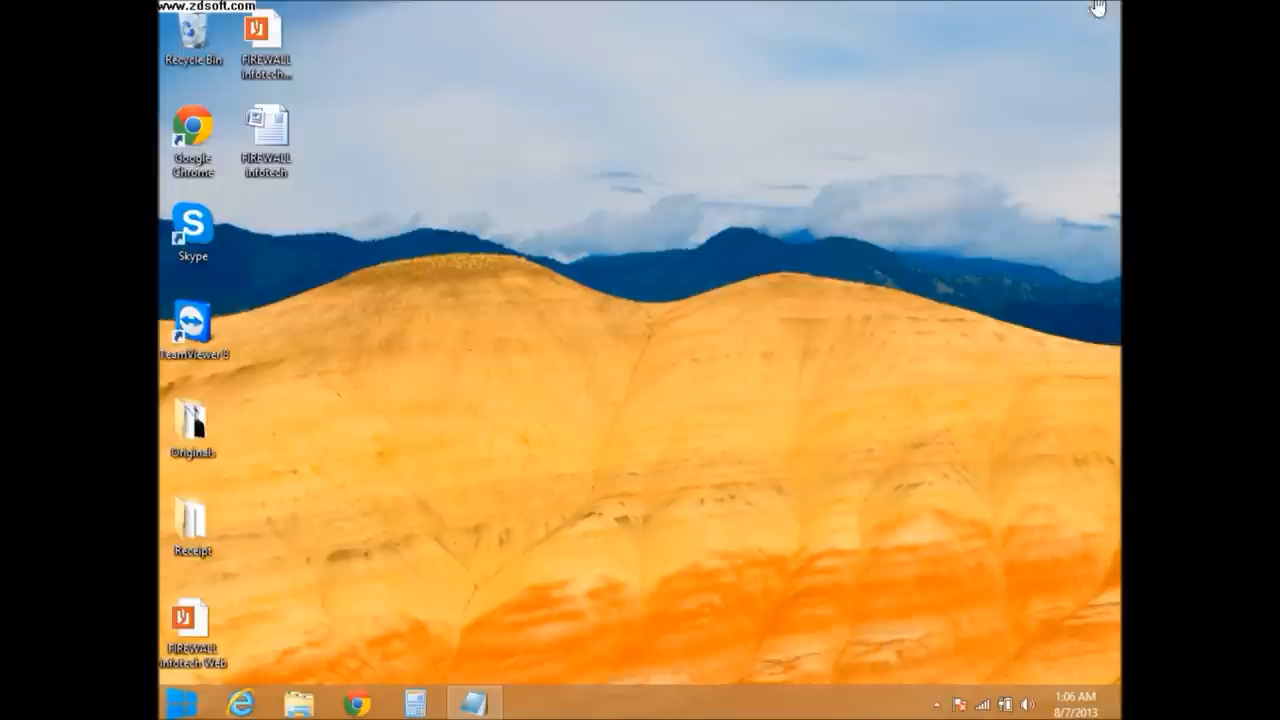 www.zdsoft.com
Recycle Bin
FIREWALL
infotech...
Google
Chrome
FIREWALL
infotech
S
Skype
TeamViewer 8
Originals
Receipt
FIREWALL
infotech Web
1:06 AM
8/7/2013